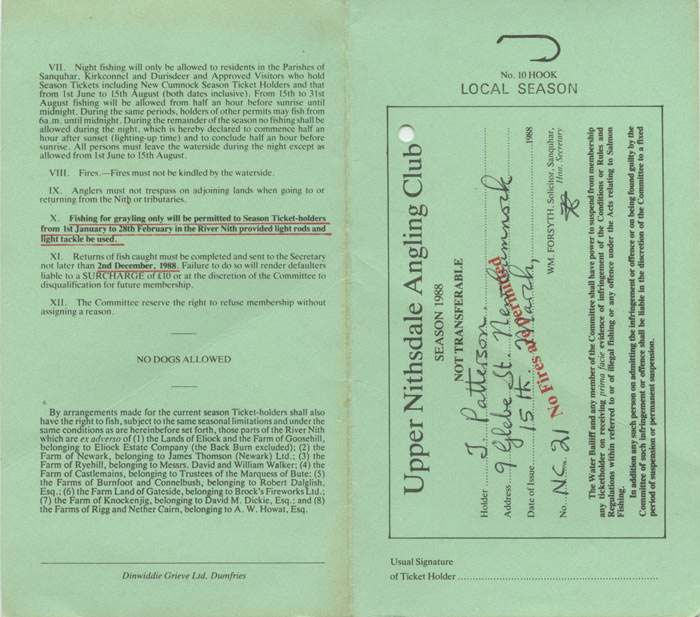 VII. Night fishing will only be allowed to residents in the Parishes of
Sanquhar, Kirkconnel and Durisdeer and Approved Visitors who hold
Season Tickets including New Cumnock Season Ticket Holders and that
from 1st June to 15th August (both dates inclusive). From 15th to 31st
August fishing will be allowed from half an hour before sunrise until
midnight. During the same periods, holders of other permits may fish from
6a.m. until midnight. During the remainder of the season no fishing shall be
allowed during the night, which is hereby declared to commence half an
hour after sunset (lighting-up time) and to conclude half an hour before
sunrise. All persons must leave the waterside during the night except as
allowed from 1st June to 15th August.
VIII. Fires.—Fires must not be kindled by the waterside.
IX. Anglers must not trespass on adjoining lands when going to or
returning from the Nith or tributaries.
X. Fishing for grayling only will be permitted to Season Ticket-holders
from 1st January to 28th February in the River Nith provided light rods and
light tackle be used.
XI. Returns of fish caught must be completed and sent to the Secretary
not later than 2nd December, 1988. Failure to do so will render defaulters
liable to a SURCHARGE of £10 or at the discretion of the Committee to
disqualification for future membership.
XII. The Committee reserve the right to refuse membership without
assigning a reason.
NO DOGS ALLOWED
By arrangements made for the current season Ticket-holders shall also
have the right to fish, subject to the same seasonal limitations and under the
same conditions as are hereinbefore set forth, those parts of the River Nith
which are ex adverso of (1) the Lands of Eliock and the Farm of Goosehill,
belonging to Eliock Estate Company (the Back Burn excluded); (2) the
Farm of Newark, belonging to James Thomson (Newark) Ltd.; (3) the
Farm of Ryehill, belonging to Messrs. David and William Walker; (4) the
Farm of Castlemains, belonging to Trustees of the Marquess of Bute; (5)
the Farms of Burnfoot and Connelbush, belonging to Robert Dalglish,
Esq.; (6) the Farm Land of Gateside, belonging to Brock's Fireworks Ltd.;
(7) the Farm of Knockenjig, belonging to David M. Dickie, Esq.; and (8)
the Farms of Rigg and Nether Cairn, belonging to A. W. Howat, Esq.
Dinwiddie Grieve Ltd. Dumfries
No. 10 HOOK
LOCAL SEASON
Upper Nithsdale Angling Club
SEASON 1988
NOT TRANSFERABLE
Holder J. Patterson
Address 9 Glebe St. New Cumnock
Date of Issue 15th. March, 1988
No. N.C. 21
WM. FORSYTH, Solicitor, Sanquhar,
Hon. Secretary
No Fires are Permitted
The Water Bailiff and any member of the Committee shall have power to suspend from membership
any ticketholder on receiving prima facie evidence of infringement of the Conditions or Rules and
Regulations within referred to or of illegal fishing or any offence under the Acts relating to Salmon
Fishing.
In addition any such person on admitting the infringement or offence or on being found guilty by the
Committee of such infringement or offence shall be liable in the discretion of the Committee to a fixed
period of suspension or permanent suspension.
Usual Signature
of Ticket Holder